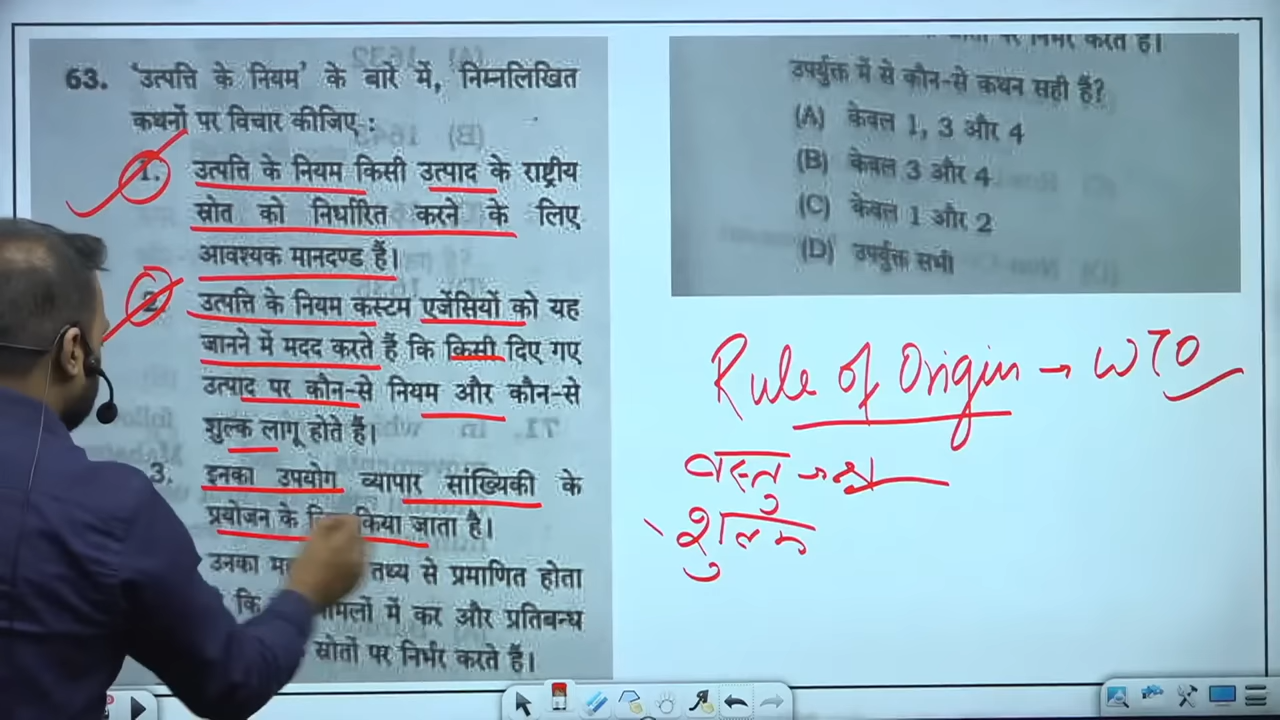 63. 'उत्पत्ति के नियम' के बारे में, निम्नलिखित
कथनों पर विचार कीजिए :
1. उत्पत्ति के नियम किसी उत्पाद के राष्ट्रीय
स्रोत को निर्धारित करने के लिए
आवश्यक मानदण्ड हैं।
2. उत्पत्ति के नियम कस्टम एजेंसियों को यह
जानने में मदद करते हैं कि किसी दिए गए
उत्पाद पर कौन-से नियम और कौन-से
शुल्क लागू होते हैं।
3. इनका उपयोग व्यापार सांख्यिकी के
प्रयोजन के किया जाता है।
उनका तथ्य से प्रमाणित होता
कि में कर और प्रतिबन्ध
स्रोतों पर निर्भर करते हैं।
पर निर्भर करते हैं।
उपर्युक्त में से कौन-से कथन सही हैं?
(A) केवल 1, 3 और 4
(B) केवल 3 और 4
(C) केवल 1 और 2
(D) उपर्युक्त सभी
Rule of Origin → WTO
वस्तु →
शुल्क